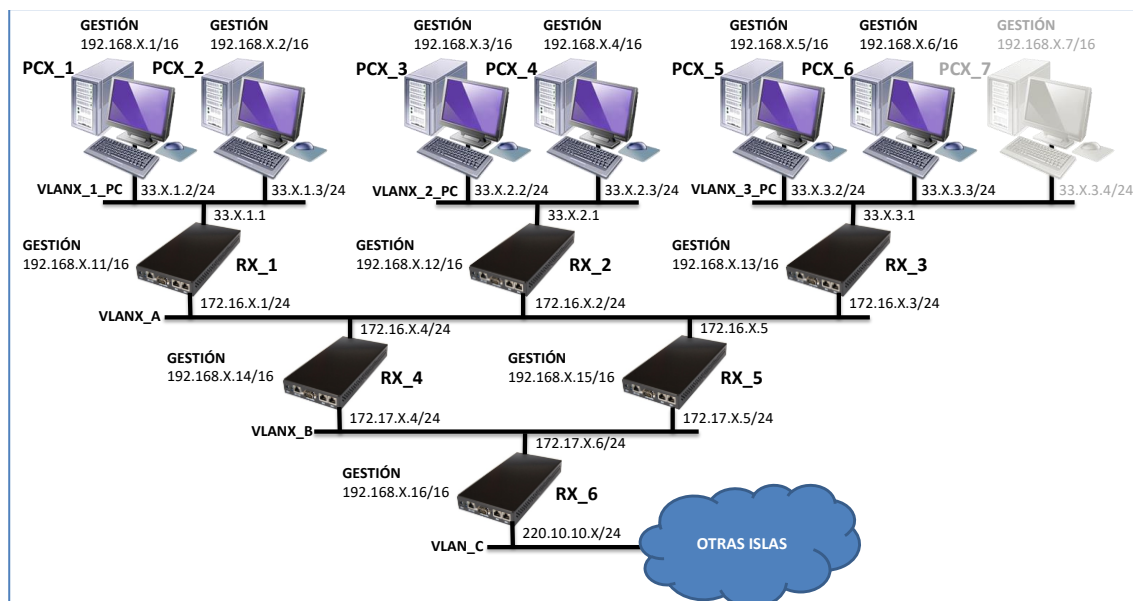 GESTIÓN
192.168.X.1/16
GESTIÓN
192.168.X.2/16
GESTIÓN
192.168.X.3/16
GESTIÓN
192.168.X.4/16
GESTIÓN
192.168.X.5/16
GESTIÓN
192.168.X.6/16
GESTIÓN
192.168.X.7/16
PCX_1
PCX_2
PCX_3
PCX_4
PCX_5
PCX_6
PCX_7
VLANX_1_PC
33.X.1.2/24
33.X.1.3/24
VLANX_2_PC
33.X.2.2/24
33.X.2.3/24
VLANX_3_PC
33.X.3.2/24
33.X.3.3/24
33.X.3.4/24
33.X.1.1
33.X.2.1
33.X.3.1
GESTIÓN
192.168.X.11/16
RX_1
GESTIÓN
192.168.X.12/16
RX_2
GESTIÓN
192.168.X.13/16
RX_3
172.16.X.1/24
172.16.X.2/24
172.16.X.3/24
VLANX_A
172.16.X.4/24
172.16.X.5
GESTIÓN
192.168.X.14/16
RX_4
GESTIÓN
192.168.X.15/16
RX_5
172.17.X.4/24
172.17.X.5/24
VLANX_B
172.17.X.6/24
GESTIÓN
192.168.X.16/16
RX_6
220.10.10.X/24
VLAN_C
OTRAS ISLAS